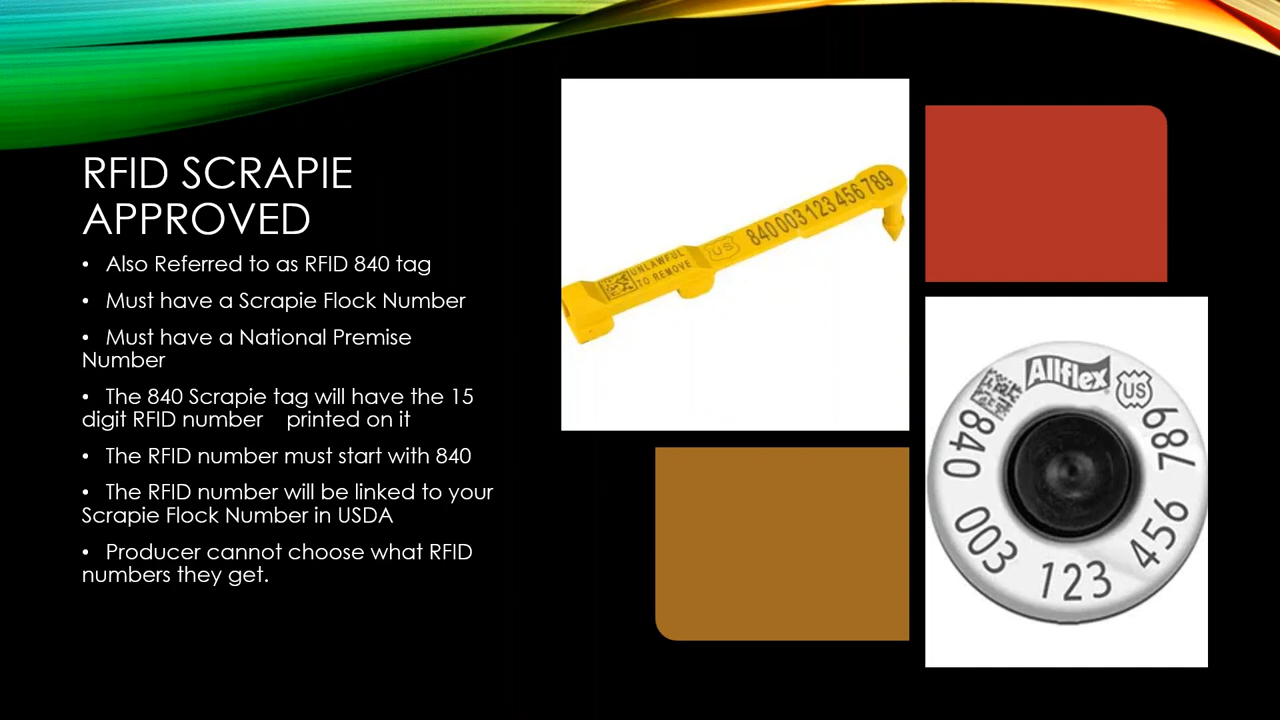 RFID SCRAPIE
APPROVED
• Also Referred to as RFID 840 tag
• Must have a Scrapie Flock Number
• Must have a National Premise
Number
• The 840 Scrapie tag will have the 15
digit RFID number printed on it
• The RFID number must start with 840
• The RFID number will be linked to your
Scrapie Flock Number in USDA
• Producer cannot choose what RFID
numbers they get.
UNLAWFUL
TO REMOVE
US
840 003 123 456 789
Allflex
US
840 003 123 456 789